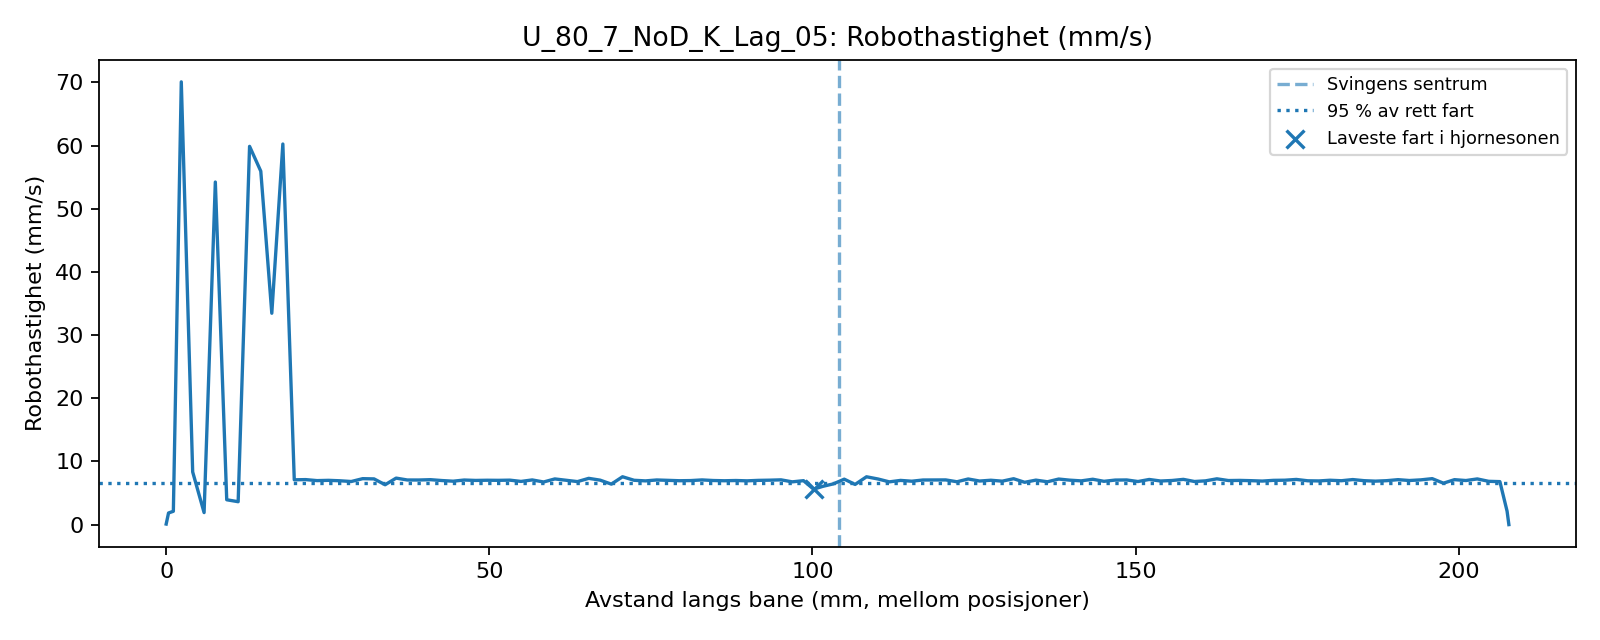 U_80_7_NoD_K_Lag_05: Robothastighet (mm/s)
Svingens sentrum
95 % av rett fart
Laveste fart i hjornesonen
Robothastighet (mm/s)
70
60
50
40
30
20
10
0
0 50 100 150 200
Avstand langs bane (mm, mellom posisjoner)